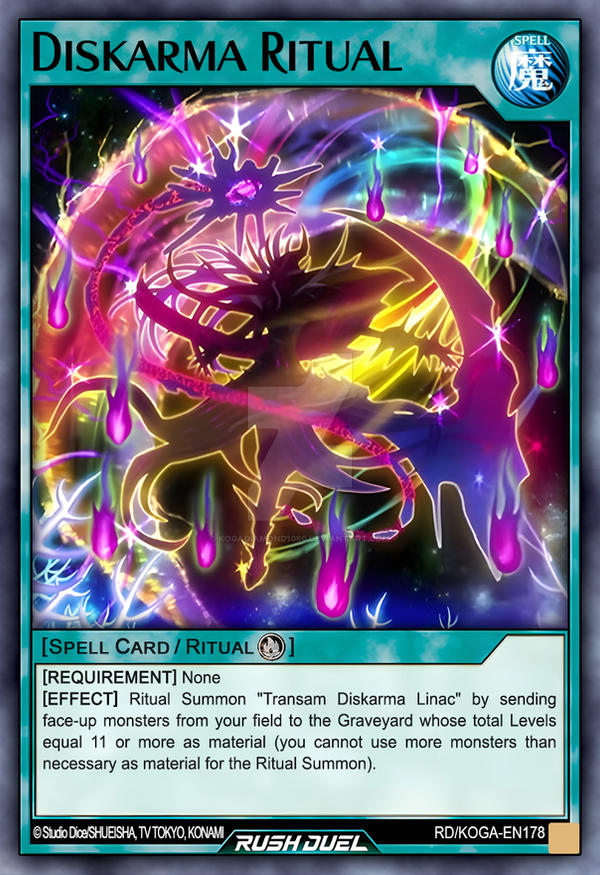 DISKARMA RITUAL
SPELL
魔
© KOGADIAMOND1080.DEVIANTART.COM
[SPELL CARD / RITUAL]
[REQUIREMENT] None
[EFFECT] Ritual Summon "Transam Diskarma Linac" by sending
face-up monsters from your field to the Graveyard whose total Levels
equal 11 or more as material (you cannot use more monsters than
necessary as material for the Ritual Summon).
© Studio Dice/SHUEISHA, TV TOKYO, KONAMI
RUSH DUEL
RD/KOGA-EN178